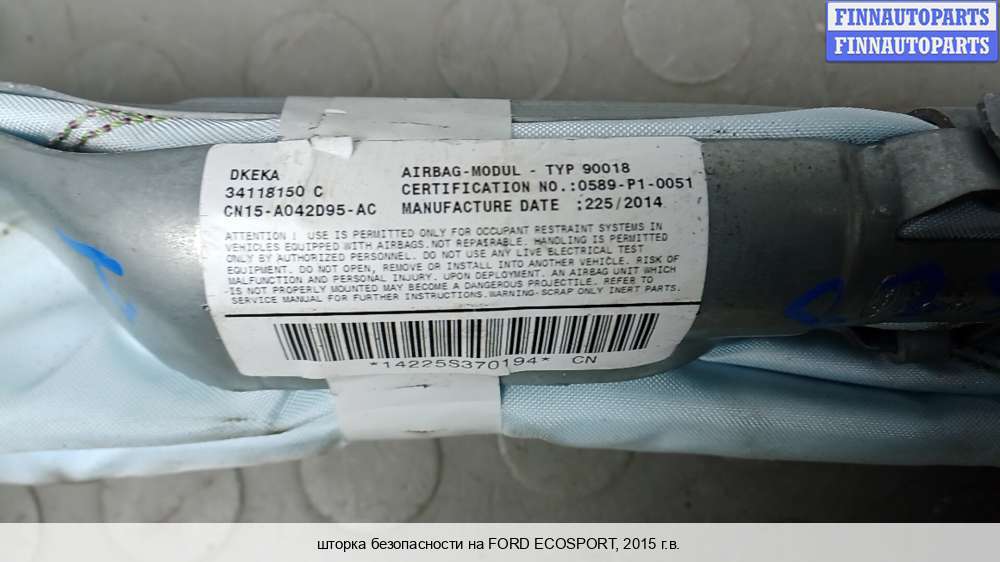 FINNAUTOPARTS
FINNAUTOPARTS
DKEKA
34118150 C
CN15-A042D95-AC
AIRBAG-MODUL - TYP 90018
CERTIFICATION NO.:0589-P1-0051
MANUFACTURE DATE :225/2014
ATTENTION : USE IS PERMITTED ONLY FOR OCCUPANT RESTRAINT SYSTEMS IN
VEHICLES EQUIPPED WITH AIRBAGS. NOT REPAIRABLE. HANDLING IS PERMITTED
ONLY BY AUTHORIZED PERSONNEL. DO NOT USE ANY LIVE ELECTRICAL TEST
EQUIPMENT. DO NOT OPEN, REMOVE OR INSTALL INTO ANOTHER VEHICLE. RISK OF
MALFUNCTION AND PERSONAL INJURY. UPON DEPLOYMENT. AN AIRBAG UNIT WHICH
IS NOT PROPERLY MOUNTED MAY BECOME A DANGEROUS PROJECTILE. REFER TO
SERVICE MANUAL FOR FURTHER INSTRUCTIONS. WARNING-SCRAP ONLY INERT PARTS.
*14225S370194* CN
шторка безопасности на FORD ECOSPORT, 2015 г.в.